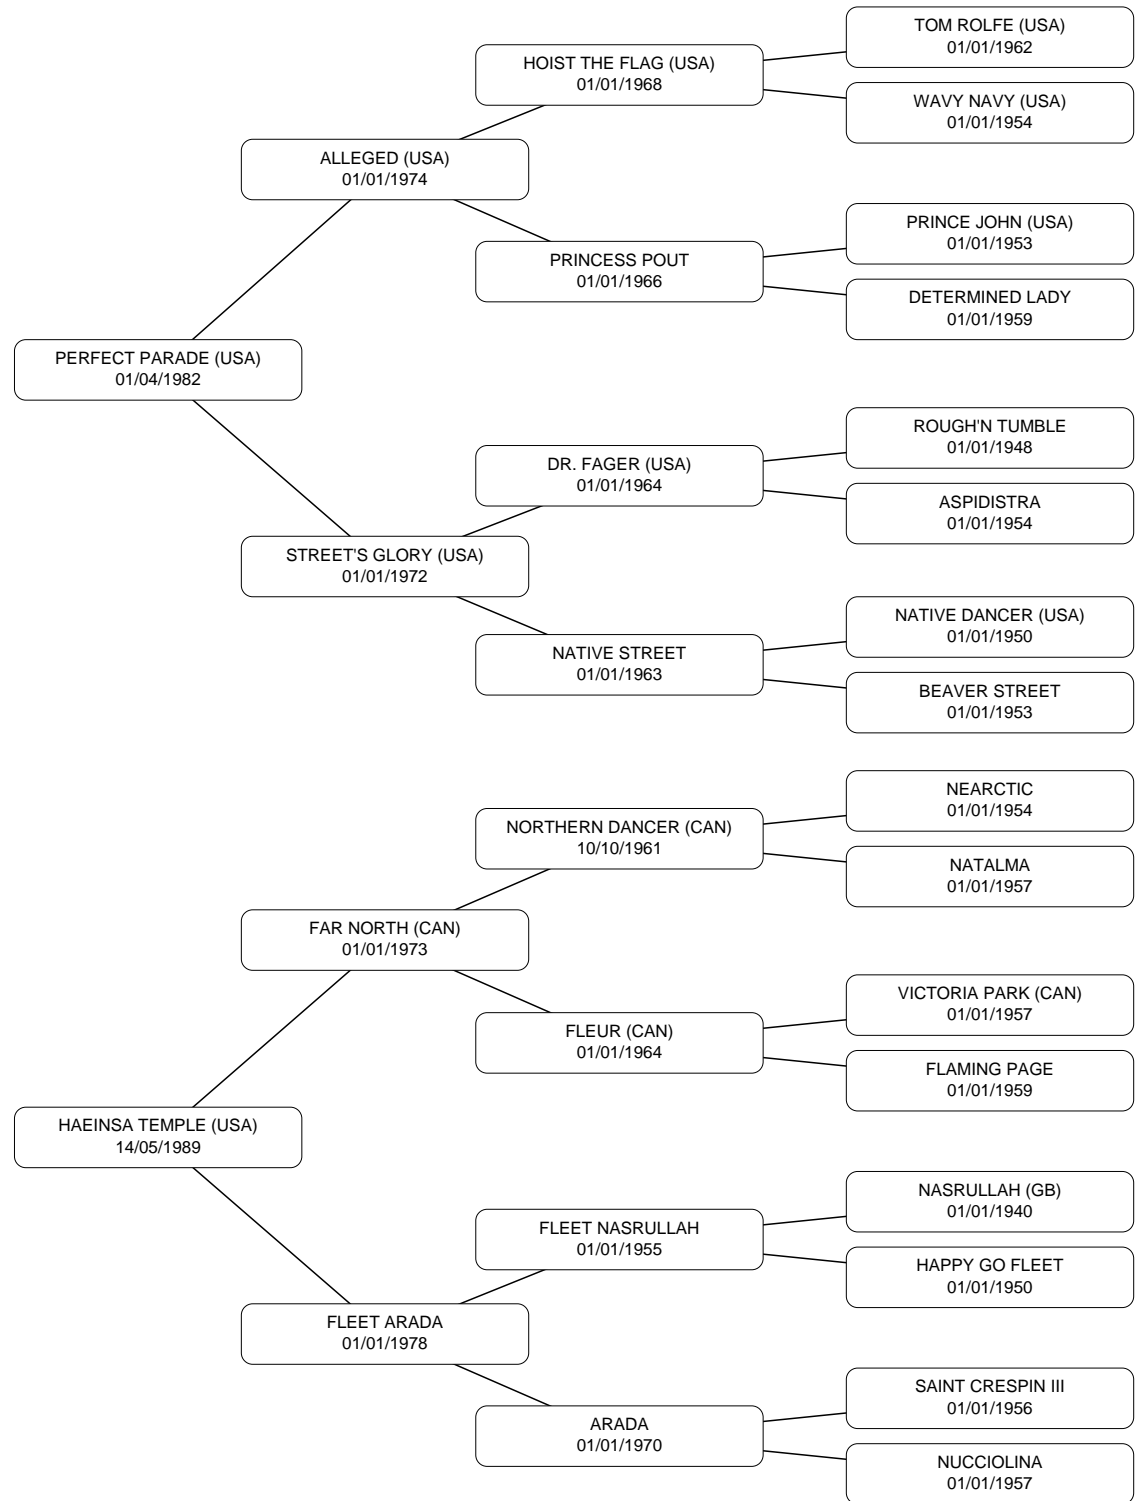 TOM ROLFE (USA)
01/01/1962
HOIST THE FLAG (USA)
01/01/1968
WAVY NAVY (USA)
01/01/1954
ALLEGED (USA)
01/01/1974
PRINCE JOHN (USA)
01/01/1953
PRINCESS POUT
01/01/1966
DETERMINED LADY
01/01/1959
PERFECT PARADE (USA)
01/04/1982
ROUGH'N TUMBLE
01/01/1948
DR. FAGER (USA)
01/01/1964
ASPIDISTRA
01/01/1954
STREET'S GLORY (USA)
01/01/1972
NATIVE DANCER (USA)
01/01/1950
NATIVE STREET
01/01/1963
BEAVER STREET
01/01/1953
NEARCTIC
01/01/1954
NORTHERN DANCER (CAN)
10/10/1961
NATALMA
01/01/1957
FAR NORTH (CAN)
01/01/1973
VICTORIA PARK (CAN)
01/01/1957
FLEUR (CAN)
01/01/1964
FLAMING PAGE
01/01/1959
HAEINSA TEMPLE (USA)
14/05/1989
NASRULLAH (GB)
01/01/1940
FLEET NASRULLAH
01/01/1955
HAPPY GO FLEET
01/01/1950
FLEET ARADA
01/01/1978
SAINT CRESPIN III
01/01/1956
ARADA
01/01/1970
NUCCIOLINA
01/01/1957